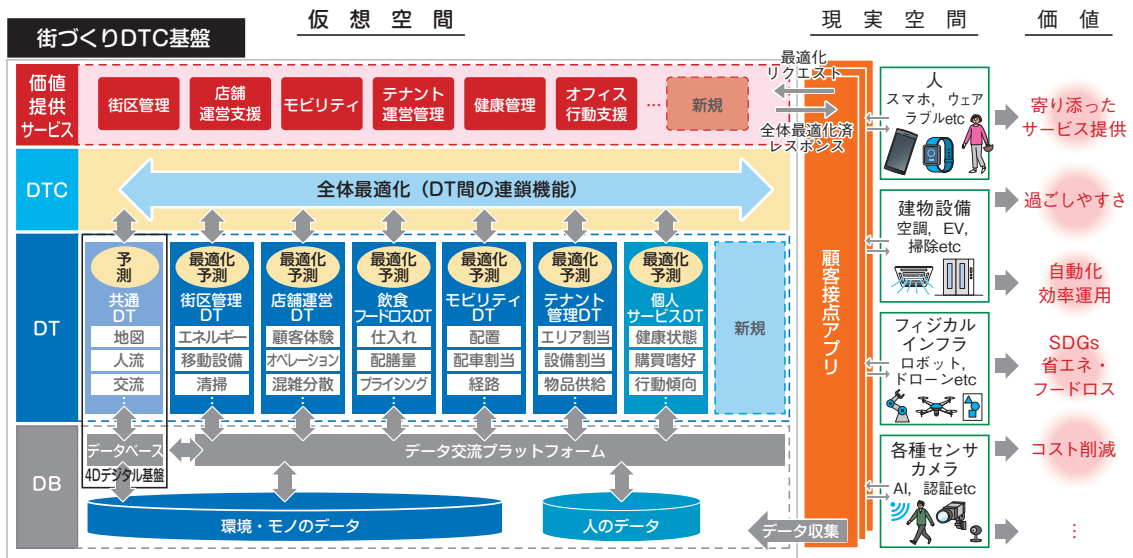 仮想空間
現実空間
価値
街づくりDTC基盤
価値
提供
サービス
街区管理
店舗
運営支援
モビリティ
テナント
運営管理
健康管理
オフィス
行動支援
…
新規
最適化
リクエスト
全体最適化済
レスポンス
DTC
全体最適化（DT間の連鎖機能）
DT
予
測
共通
DT
地図
人流
交流
⋮
最適化
予測
街区管理
DT
エネルギー
移動設備
清掃
⋮
最適化
予測
店舗運営
DT
顧客体験
オペレーション
混雑分散
⋮
最適化
予測
飲食
フードロスDT
仕入れ
配膳量
プライシング
⋮
最適化
予測
モビリティ
DT
配置
配車割当
経路
⋮
最適化
予測
テナント
管理DT
エリア割当
設備割当
物品供給
⋮
最適化
予測
個人
サービスDT
健康状態
購買嗜好
行動傾向
⋮
新規
DB
データベース
4Dデジタル基盤
データ交流プラットフォーム
環境・モノのデータ
人のデータ
データ収集
顧客接点アプリ
人
スマホ，ウェア
ラブルetc
建物設備
空調，EV，
掃除etc
フィジカル
インフラ
ロボット，
ドローンetc
各種センサ
カメラ
AI，認証etc
寄り添った
サービス提供
過ごしやすさ
自動化
効率運用
SDGs
省エネ・
フードロス
コスト削減
⋮